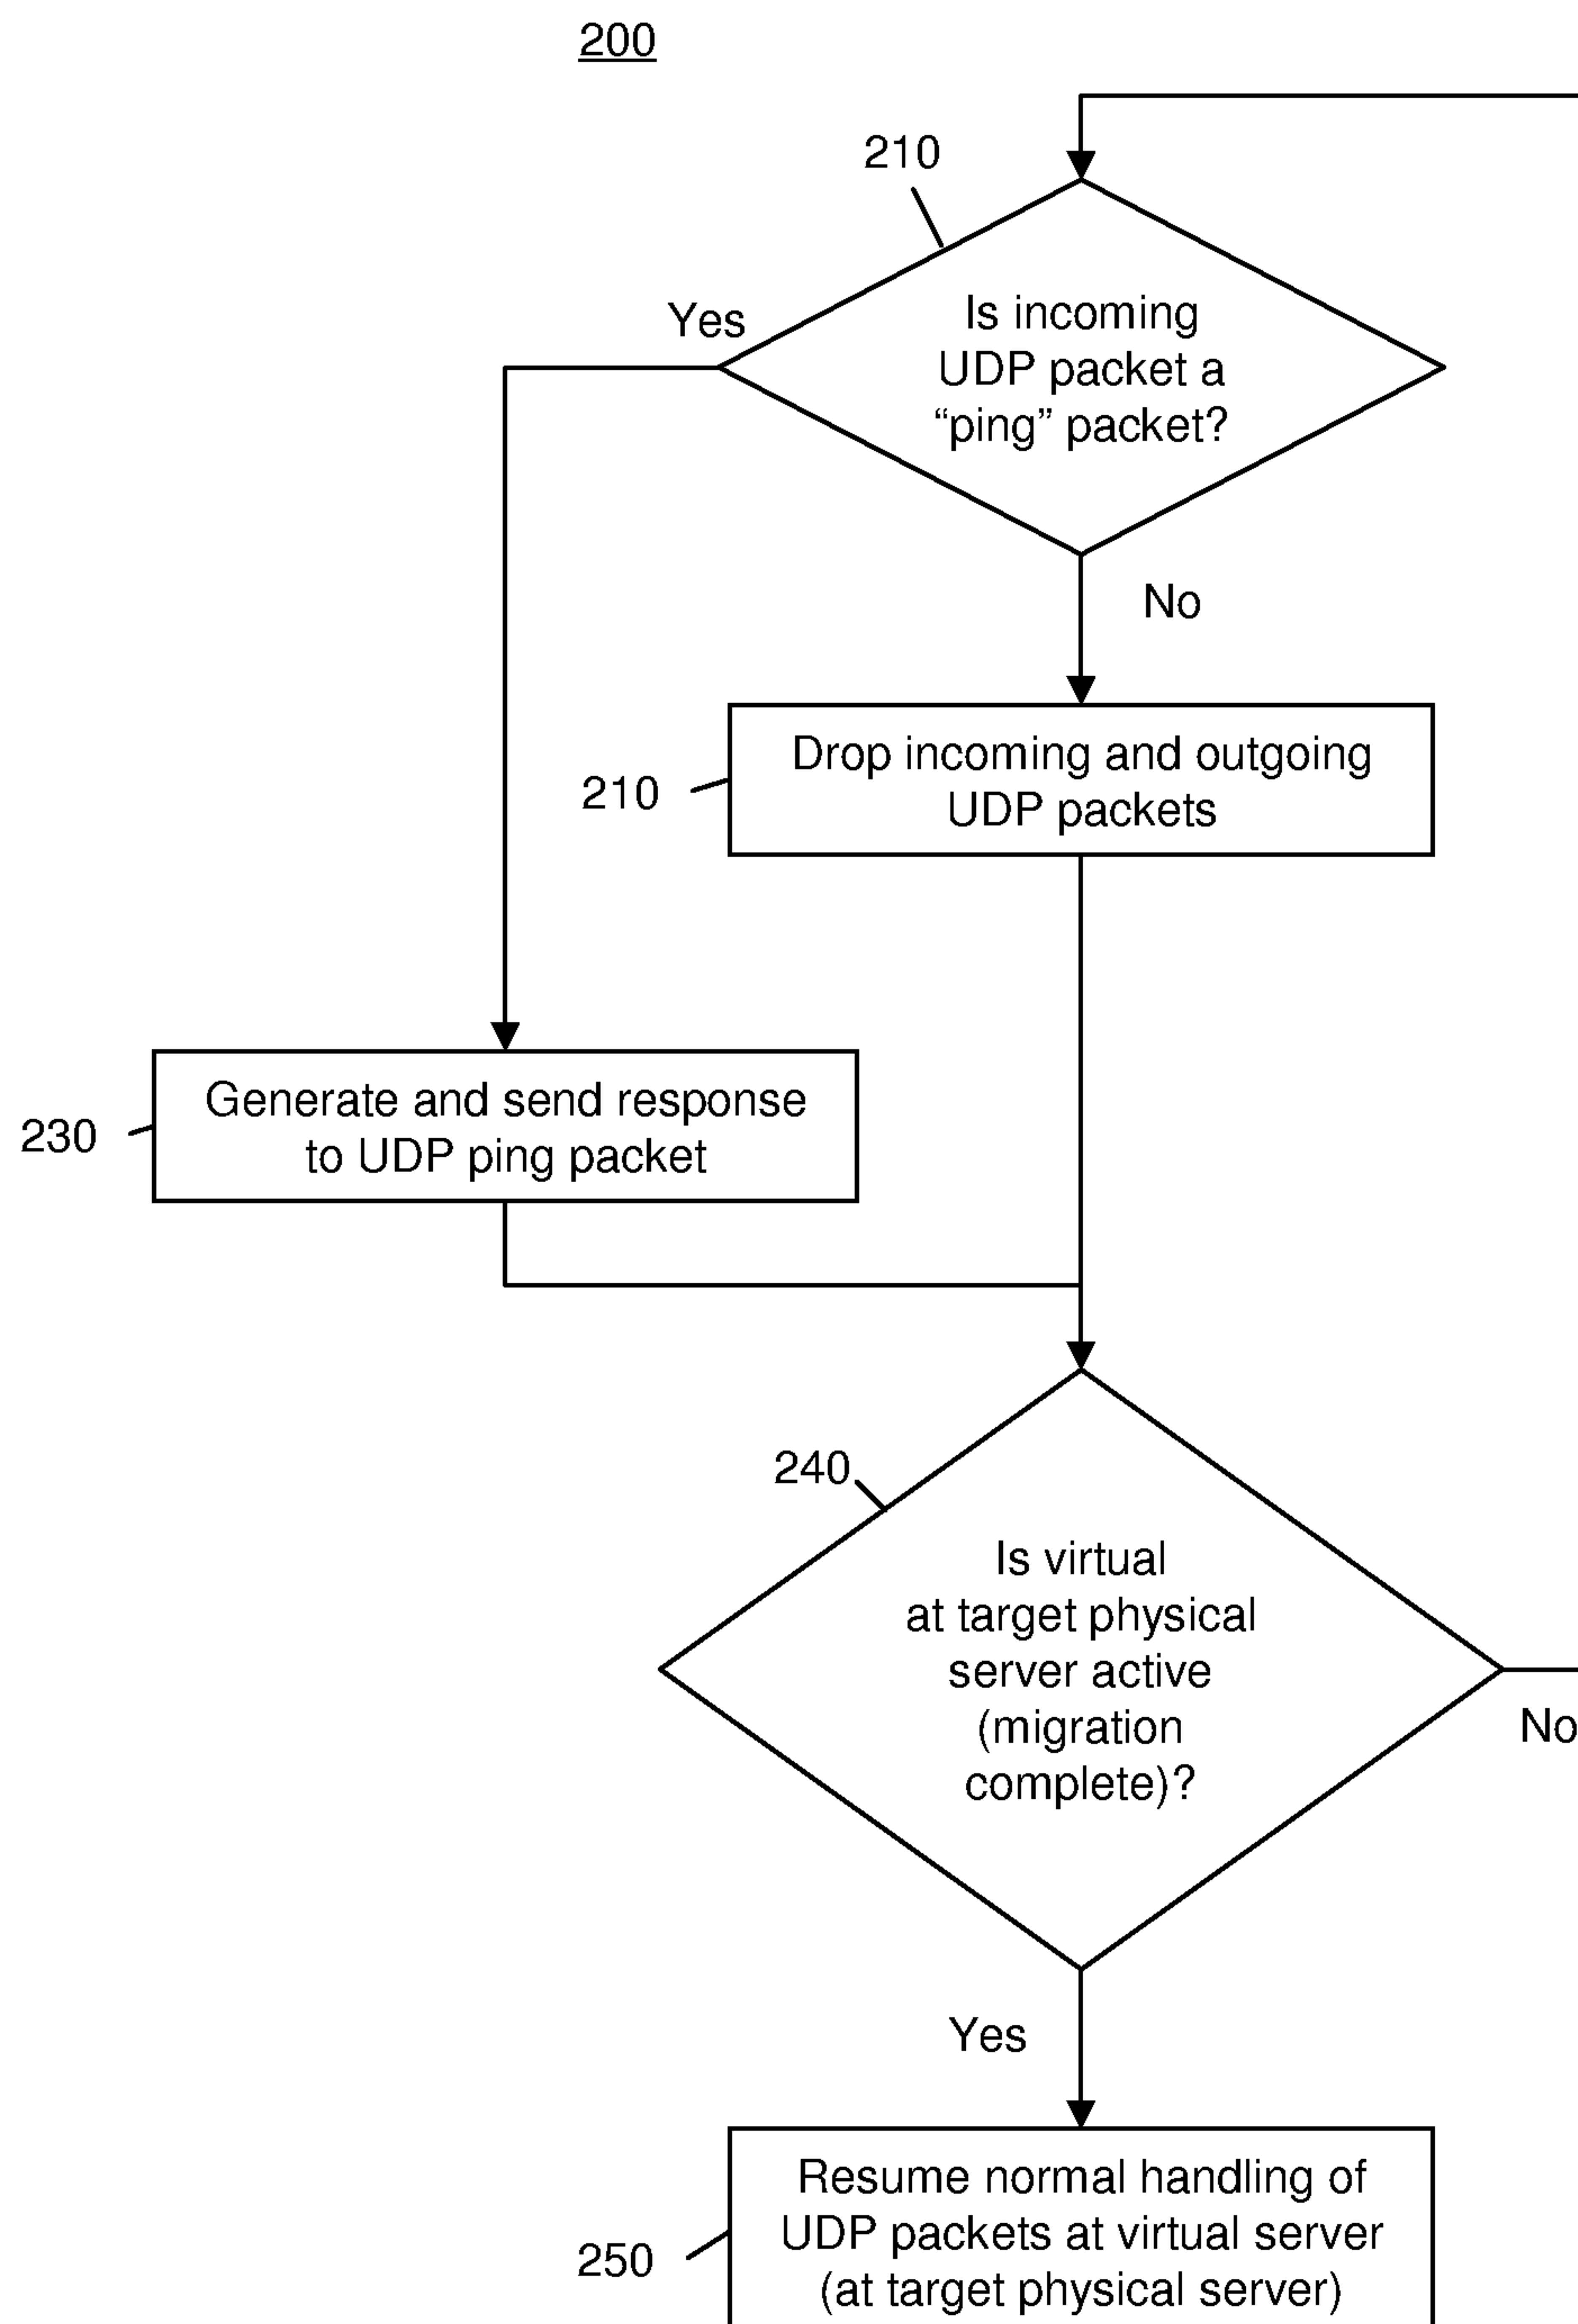 200
210
Yes
Is incoming
UDP packet a
“ping” packet?
No
210
Drop incoming and outgoing
UDP packets
230
Generate and send response
to UDP ping packet
240
Is virtual
at target physical
server active
(migration
complete)?
No
Yes
250
Resume normal handling of
UDP packets at virtual server
(at target physical server)